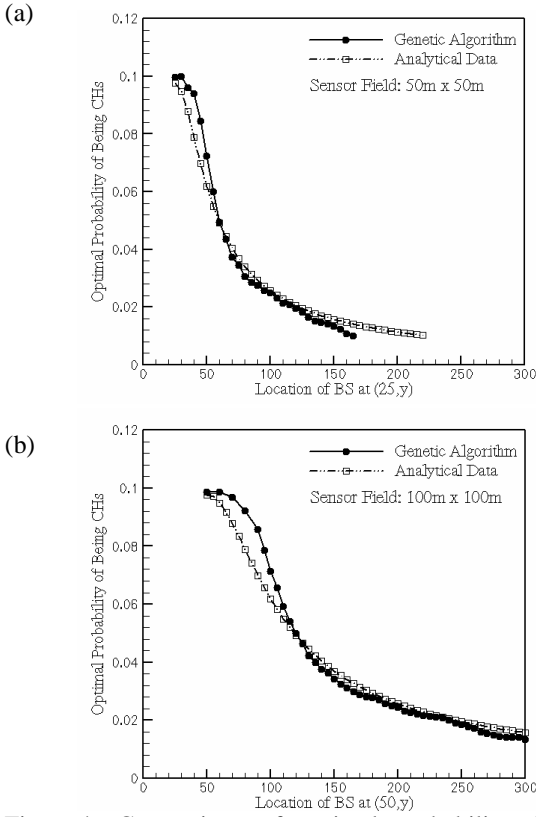 (a)
0.12
0.1
0.08
0.06
0.04
0.02
0
Optimal Probability of Being CHs
Genetic Algorithm
Analytical Data
Sensor Field: 50m x 50m
0 50 100 150 200 250 300
Location of BS at (25,y)
(b)
0.12
0.1
0.08
0.06
0.04
0.02
0
Optimal Probability of Being CHs
Genetic Algorithm
Analytical Data
Sensor Field: 100m x 100m
0 50 100 150 200 250 300
Location of BS at (50,y)